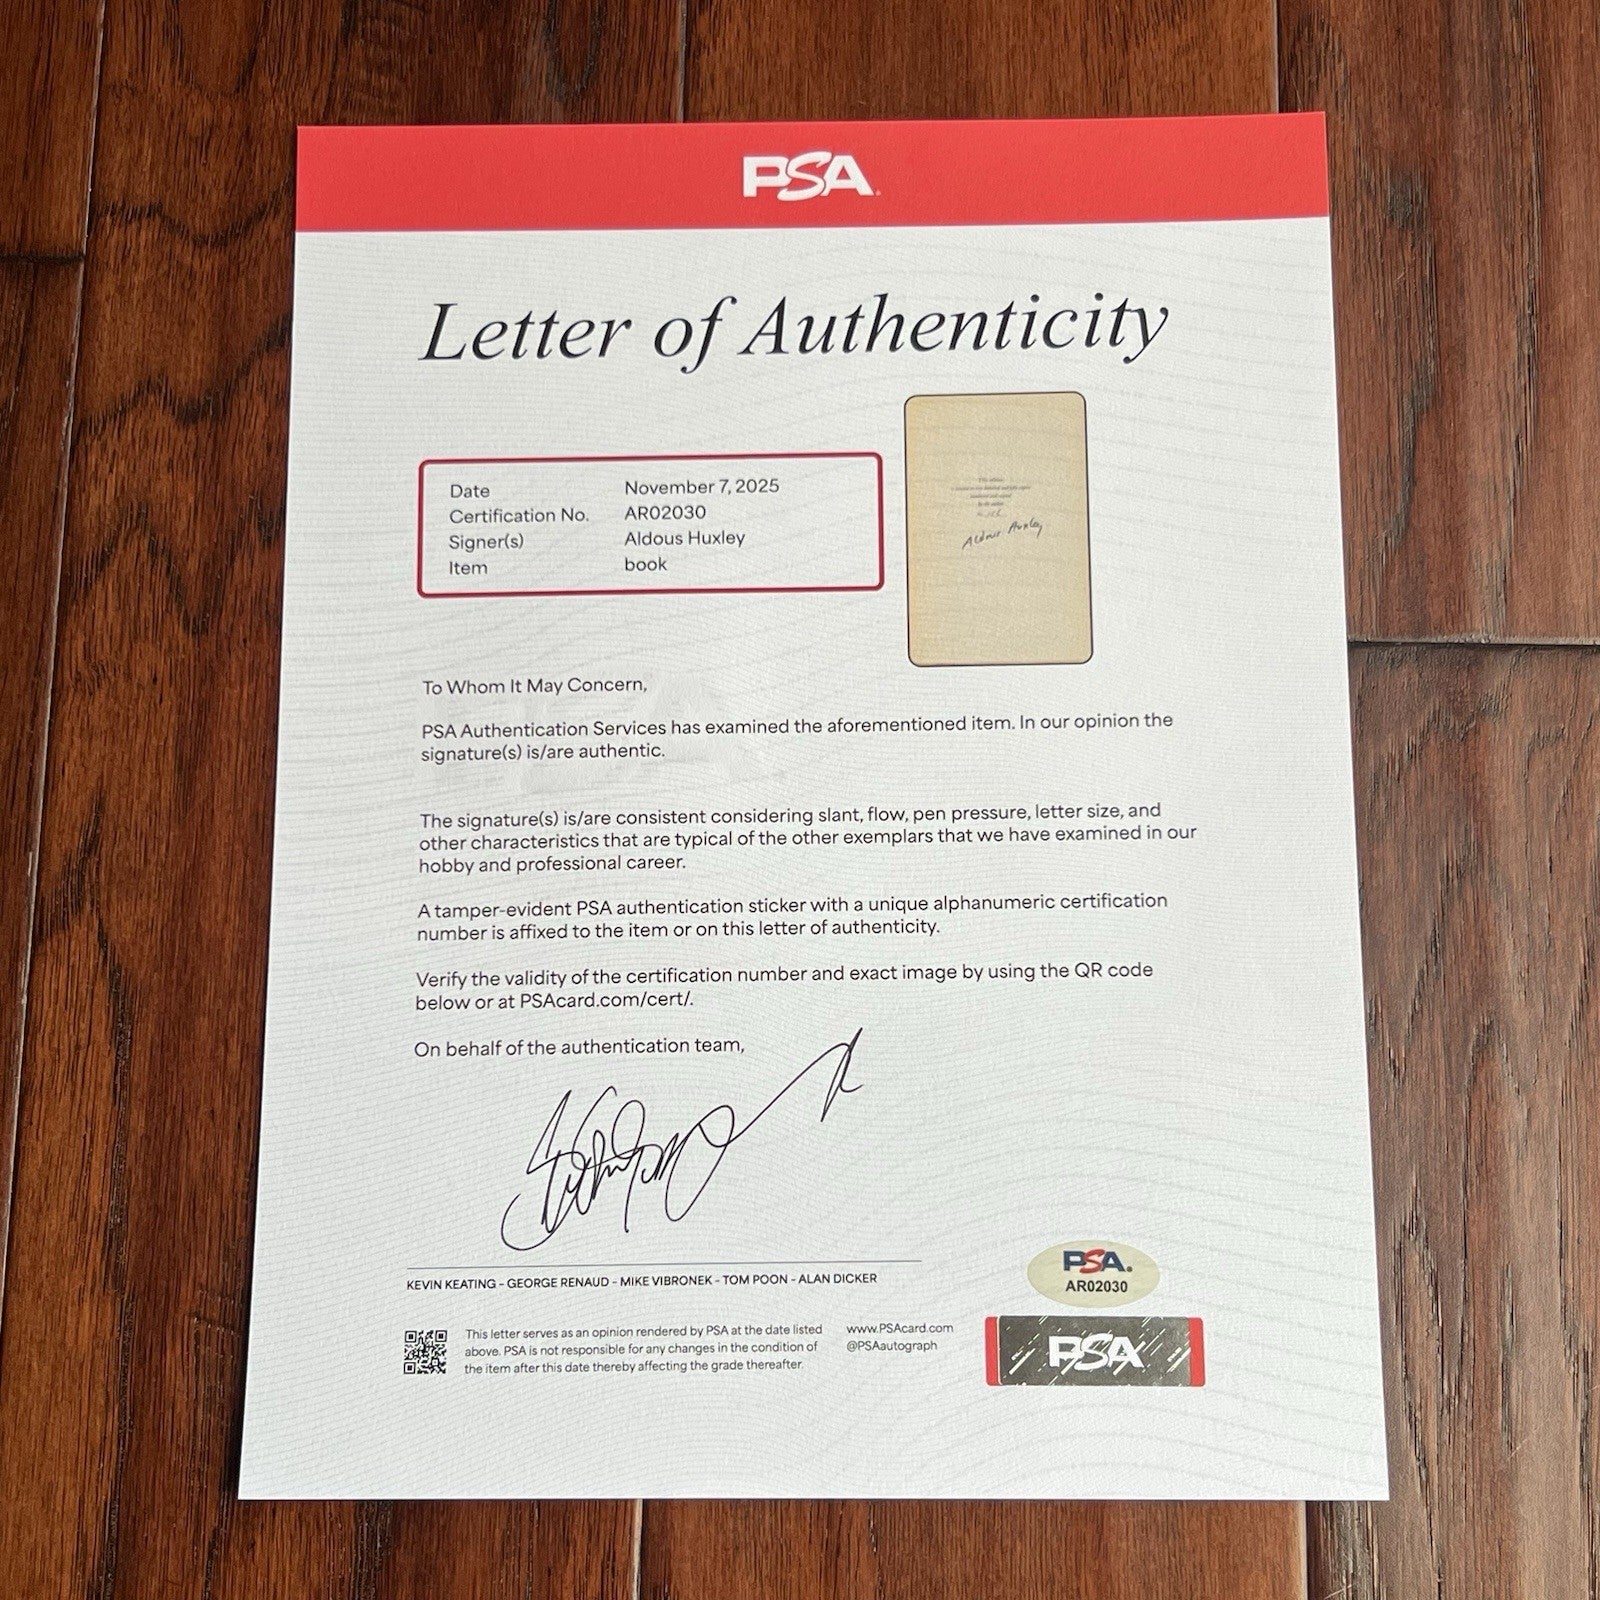 PSA
Letter of Authenticity
Date November 7, 2025
Certification No. AR02030
Signer(s) Aldous Huxley
Item book
Aldous Huxley
To Whom It May Concern,
PSA Authentication Services has examined the aforementioned item. In our opinion the
signature(s) is/are authentic.
The signature(s) is/are consistent considering slant, flow, pen pressure, letter size, and
other characteristics that are typical of the other exemplars that we have examined in our
hobby and professional career.
A tamper-evident PSA authentication sticker with a unique alphanumeric certification
number is affixed to the item or on this letter of authenticity.
Verify the validity of the certification number and exact image by using the QR code
below or at PSAcard.com/cert/.
On behalf of the authentication team,
KEVIN KEATING - GEORGE RENAUD - MIKE VIBRONEK - TOM POON - ALAN DICKER
PSA.
AR02030
This letter serves as an opinion rendered by PSA at the date listed
above. PSA is not responsible for any changes in the condition of
the item after this date thereby affecting the grade thereafter.
www.PSAcard.com
@PSAautograph
PSA